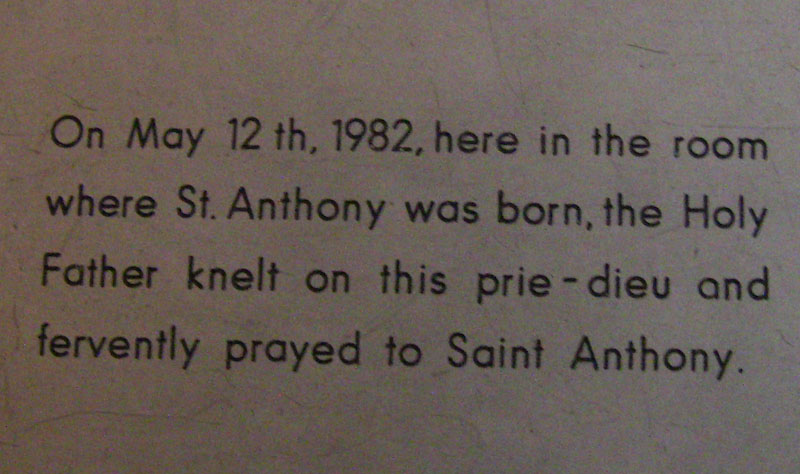 On May 12 th, 1982, here in the room
where St. Anthony was born, the Holy
Father knelt on this prie-dieu and
fervently prayed to Saint Anthony.